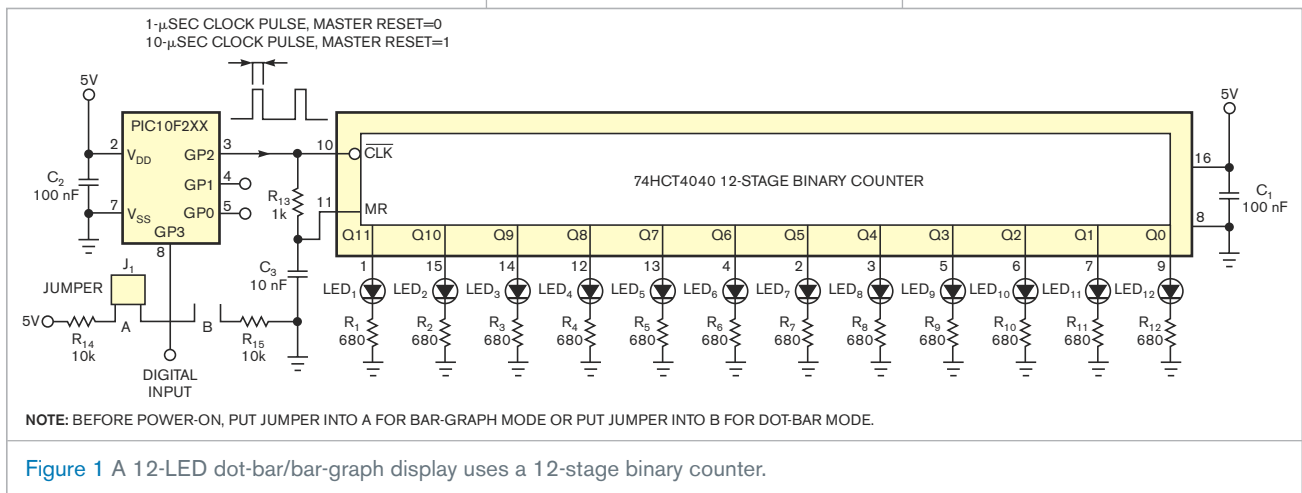 1-μSEC CLOCK PULSE, MASTER RESET=0
10-μSEC CLOCK PULSE, MASTER RESET=1
5V
5V
PIC10F2XX
2
VDD
GP2
3
10
CLK
16
C2
100 nF
GP1
4
74HCT4040 12-STAGE BINARY COUNTER
C1
100 nF
R13
1k
7
VSS
GP0
5
11
MR
8
GP3
8
Q11 Q10 Q9 Q8 Q7 Q6 Q5 Q4 Q3 Q2 Q1 Q0
1 15 14 12 13 4 2 3 5 6 7 9
J1
JUMPER
C3
10 nF
LED1 LED2 LED3 LED4 LED5 LED6 LED7 LED8 LED9 LED10 LED11 LED12
5V
R14
10k
A
B
R15
10k
R1 R2 R3 R4 R5 R6 R7 R8 R9 R10 R11 R12
680 680 680 680 680 680 680 680 680 680 680 680
DIGITAL
INPUT
NOTE: BEFORE POWER-ON, PUT JUMPER INTO A FOR BAR-GRAPH MODE OR PUT JUMPER INTO B FOR DOT-BAR MODE.
Figure 1 A 12-LED dot-bar/bar-graph display uses a 12-stage binary counter.